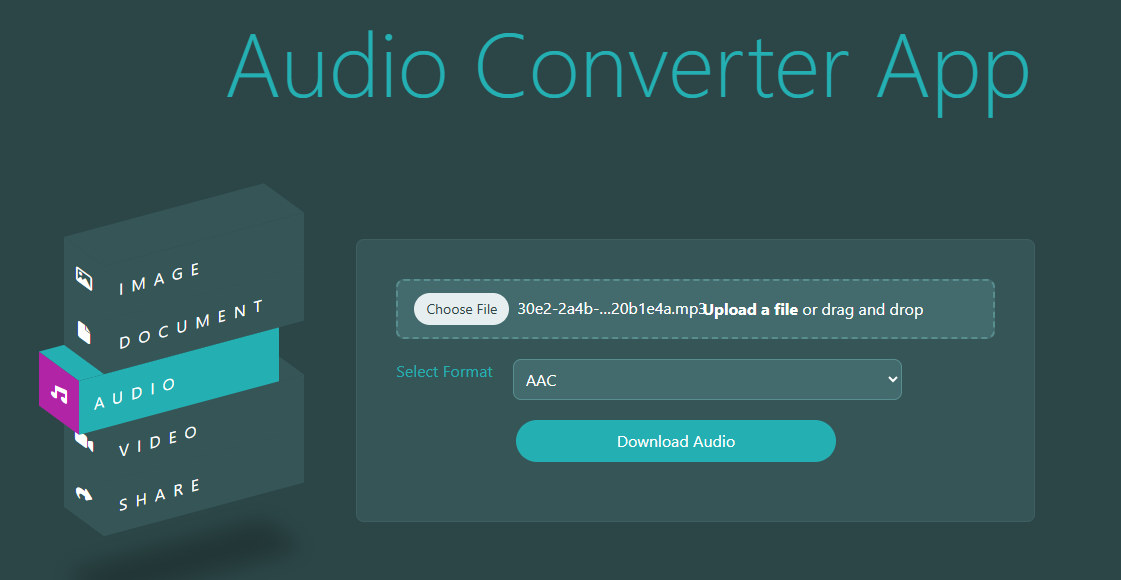 Audio Converter App
IMAGE
DOCUMENT
AUDIO
VIDEO
SHARE
Choose File 30e2-2a4b-...20b1e4a.mp3 Upload a file or drag and drop
Select Format AAC
Download Audio